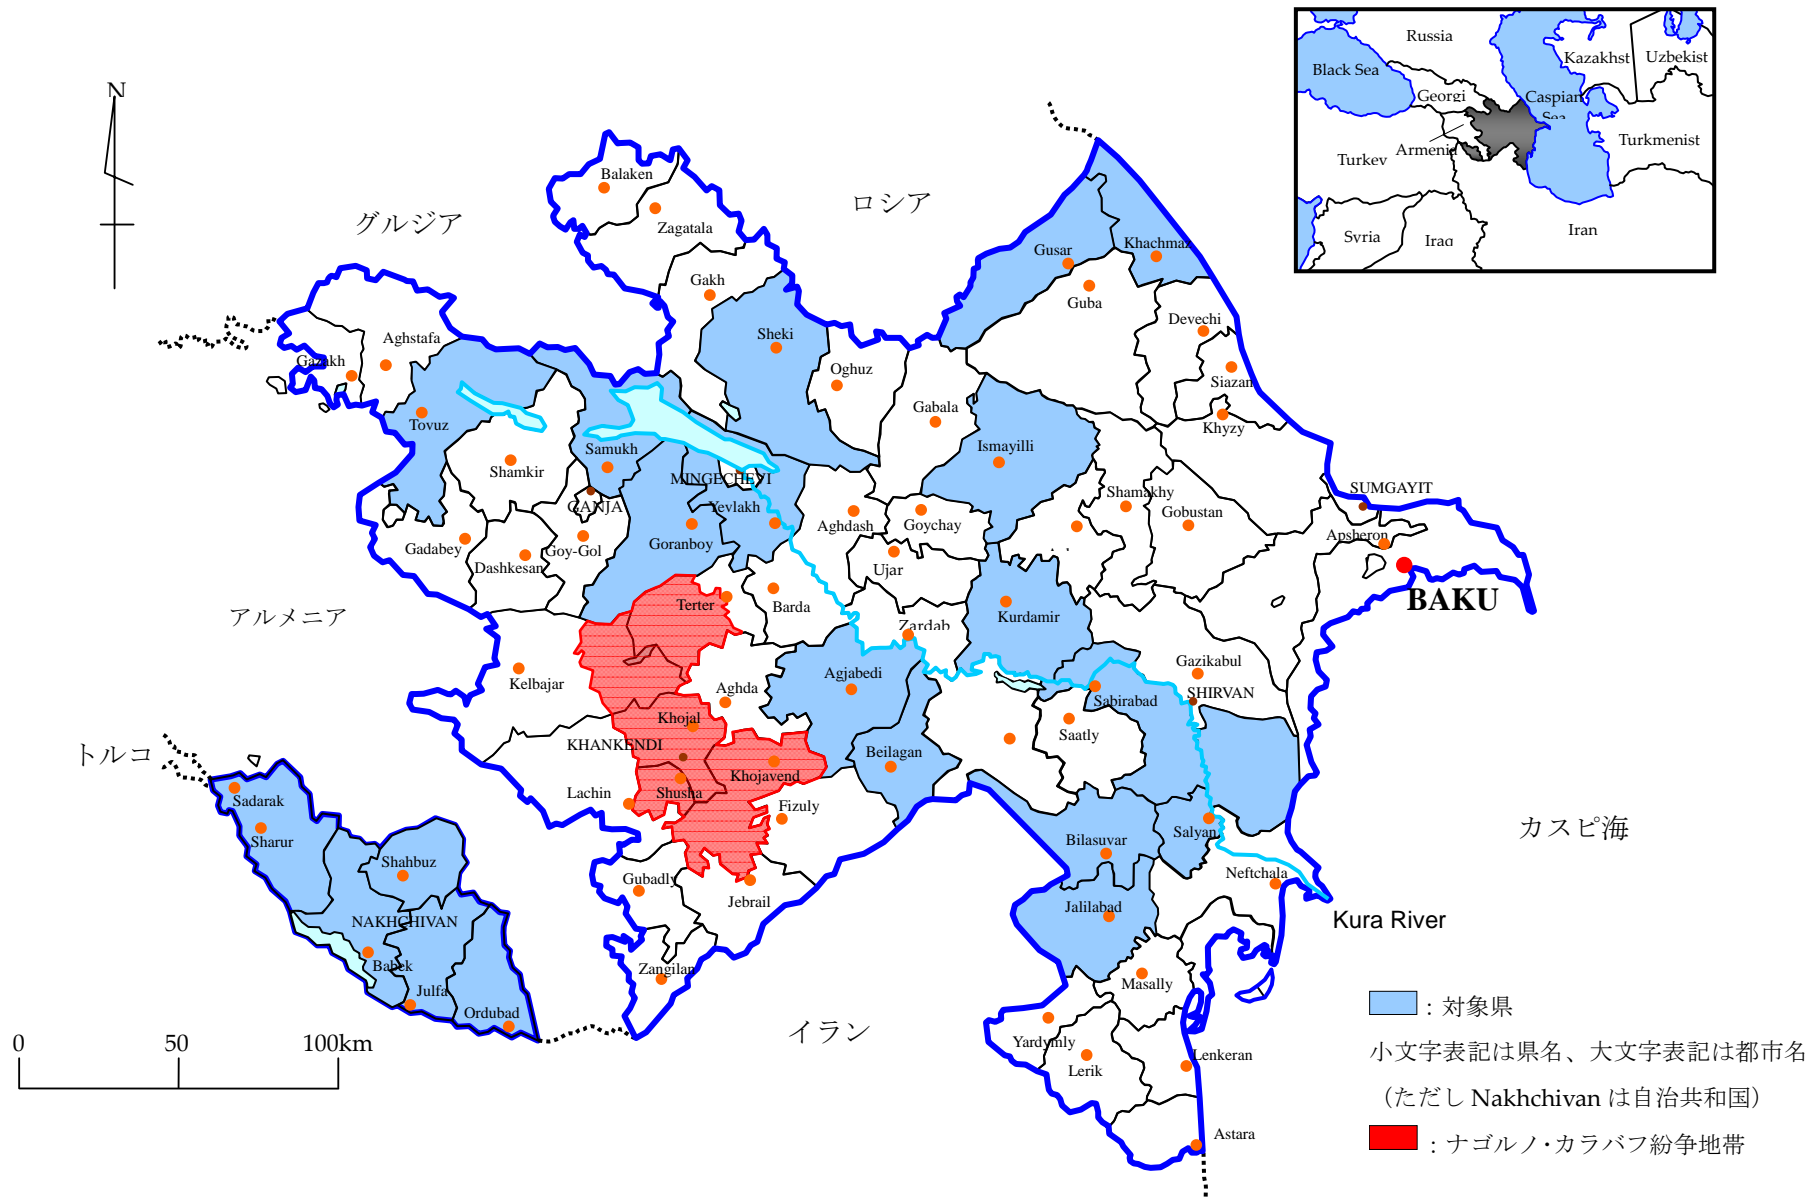 N
グルジア
ロシア
アルメニア
トルコ
イラン
カスピ海
Russia
Black Sea
Kazakhst
Uzbekist
Georgi
Caspian
Sea
Turkmenist
Armenia
Turkey
Syria
Iraq
Iran
Balaken
Zagatala
Gakh
Sheki
Oghuz
Gusar
Khachmaz
Guba
Devechi
Siazan
Khyzy
Aghstafa
Gazakh
Tovuz
Shamkir
Samukh
GANJA
MINGECHEVI
Yevlakh
Gabala
Ismayilli
Shamakhy
Gobustan
SUMGAYIT
Apsheron
BAKU
Gadabey
Dashkesan
Goy-Gol
Goranboy
Aghdash
Goychay
Ujar
Terter
Barda
Zardab
Kurdamir
Kelbajar
Aghda
Agjabedi
Gazikabul
SHIRVAN
Sabirabad
Saatly
Khojal
KHANKENDI
Khojavend
Beilagan
Lachin
Shusha
Fizuly
Sadarak
Sharur
Shahbuz
NAKHCHIVAN
Babek
Julfa
Ordubad
Gubadly
Jebrail
Zangilan
Bilasuvar
Salyan
Neftchala
Jalilabad
Kura River
Masally
Yardymly
Lerik
Lenkeran
Astara
0 50 100km
：対象県
小文字表記は県名、大文字表記は都市名
（ただし Nakhchivan は自治共和国）
：ナゴルノ・カラバフ紛争地帯